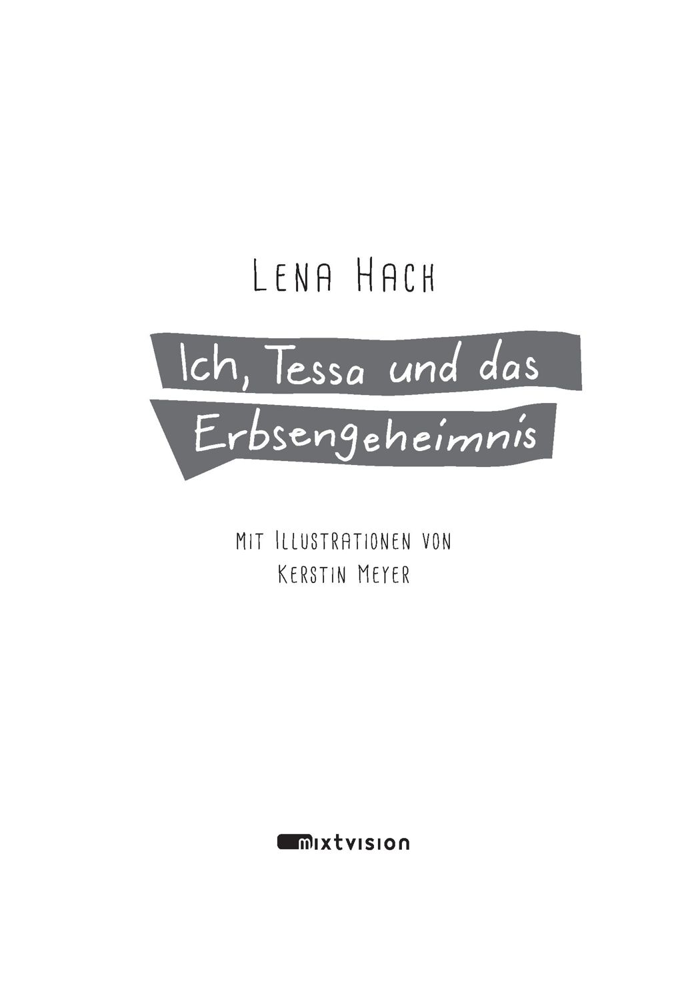 Lena Hach
Ich, Tessa und das
Erbsengeheimnis
mit Illustrationen von
Kerstin Meyer
mixtvision